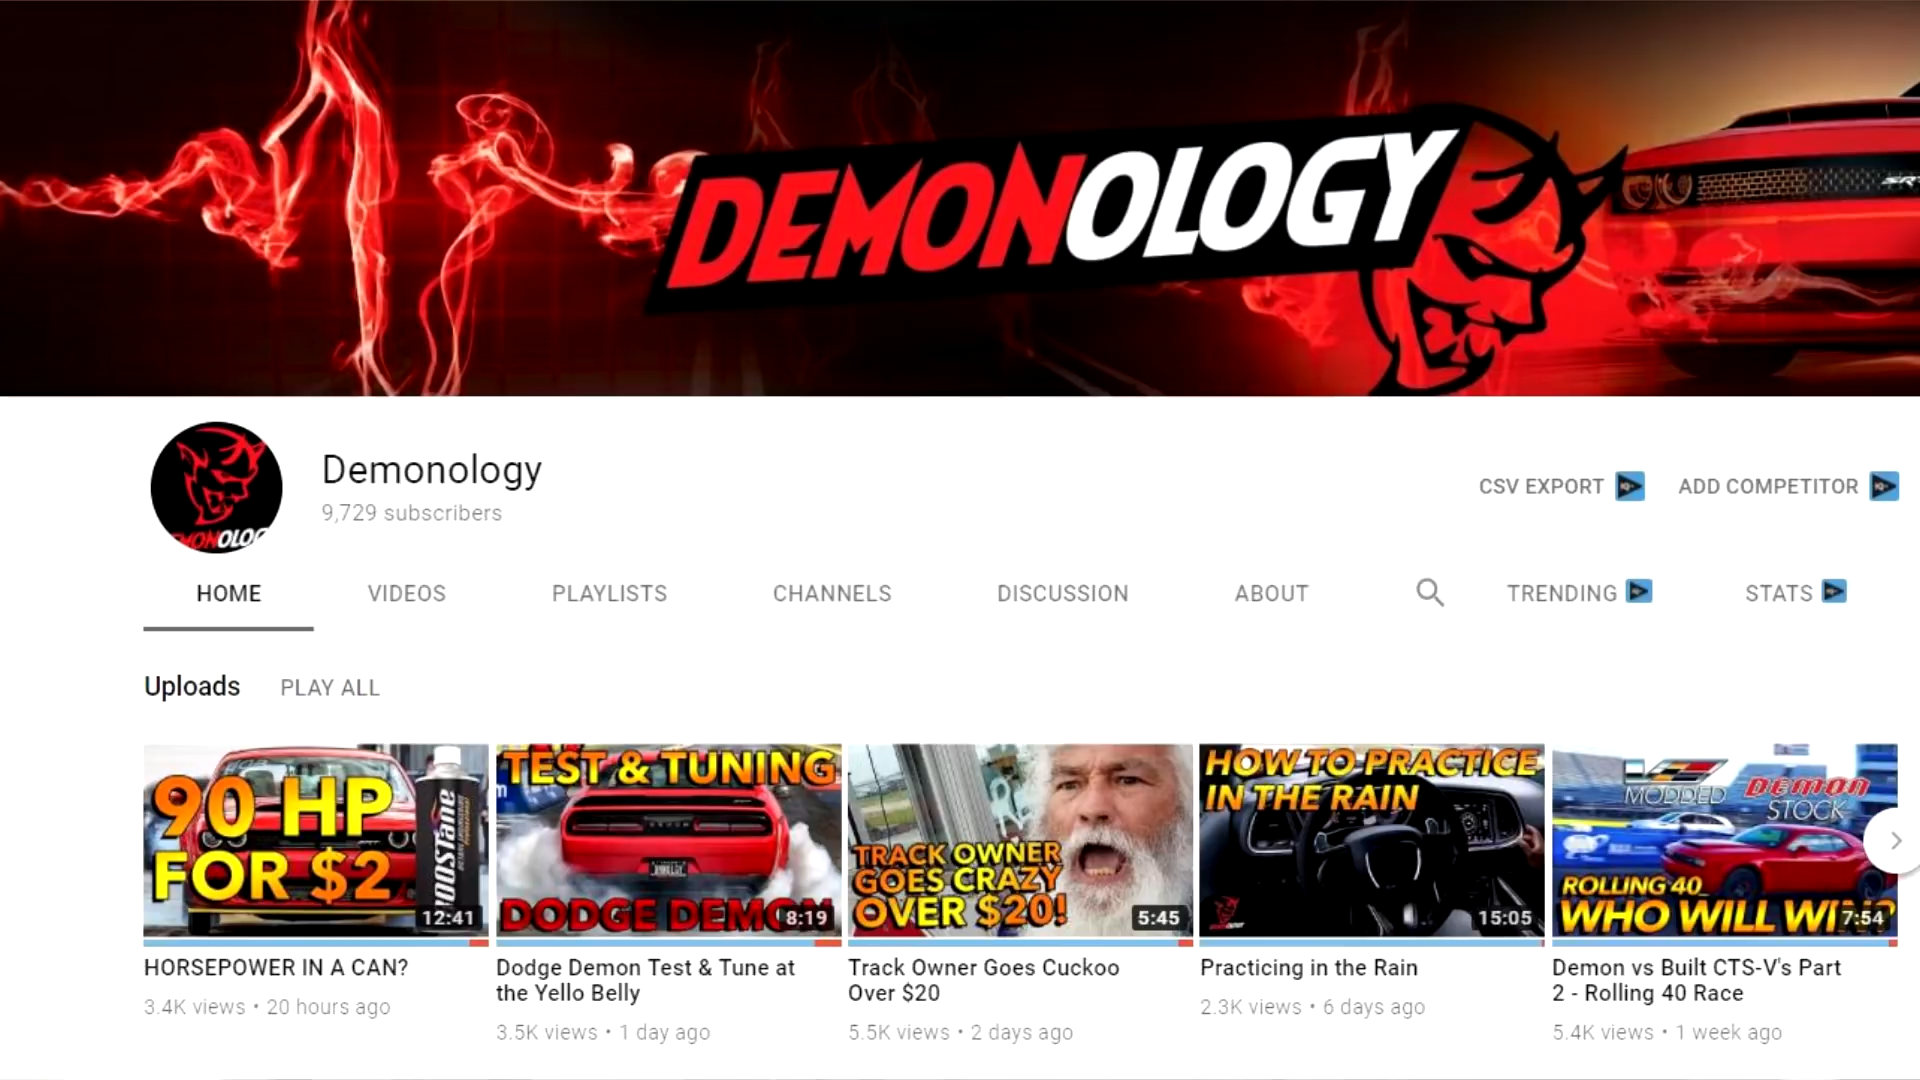 DEMONOLOGY
SRT
Demonology
9,729 subscribers
CSV EXPORT
ADD COMPETITOR
HOME
VIDEOS
PLAYLISTS
CHANNELS
DISCUSSION
ABOUT
TRENDING
STATS
Uploads
PLAY ALL
90 HP
FOR $2
12:41
TEST & TUNING
DODGE
8:19
TRACK OWNER
GOES CRAZY
OVER $20!
5:45
HOW TO PRACTICE
IN THE RAIN
15:05
MODDED
DEMON
STOCK
ROLLING 40
WHO WILL
7:54
HORSEPOWER IN A CAN?
3.4K views • 20 hours ago
Dodge Demon Test & Tune at
the Yello Belly
3.5K views • 1 day ago
Track Owner Goes Cuckoo
Over $20
5.5K views • 2 days ago
Practicing in the Rain
2.3K views • 6 days ago
Demon vs Built CTS-V's Part
2 - Rolling 40 Race
5.4K views • 1 week ago